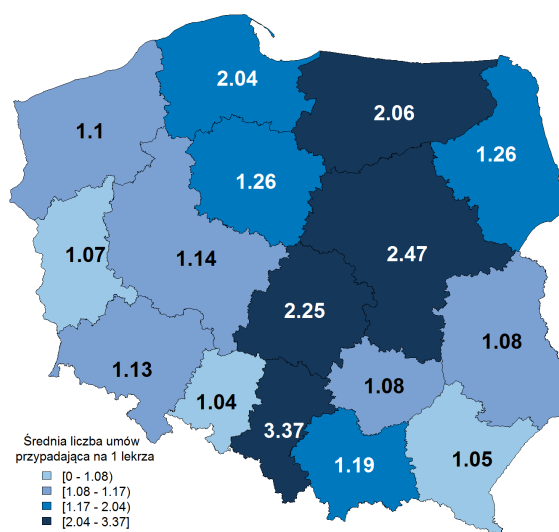 2.04
2.06
1.1
1.26
1.26
1.07
1.14
2.47
2.25
1.13
1.08
1.04
1.08
3.37
1.19
1.05
Średnia liczba umów
przypadająca na 1 lekrza
[0 - 1.08)
[1.08 - 1.17)
[1.17 - 2.04)
[2.04 - 3.37]